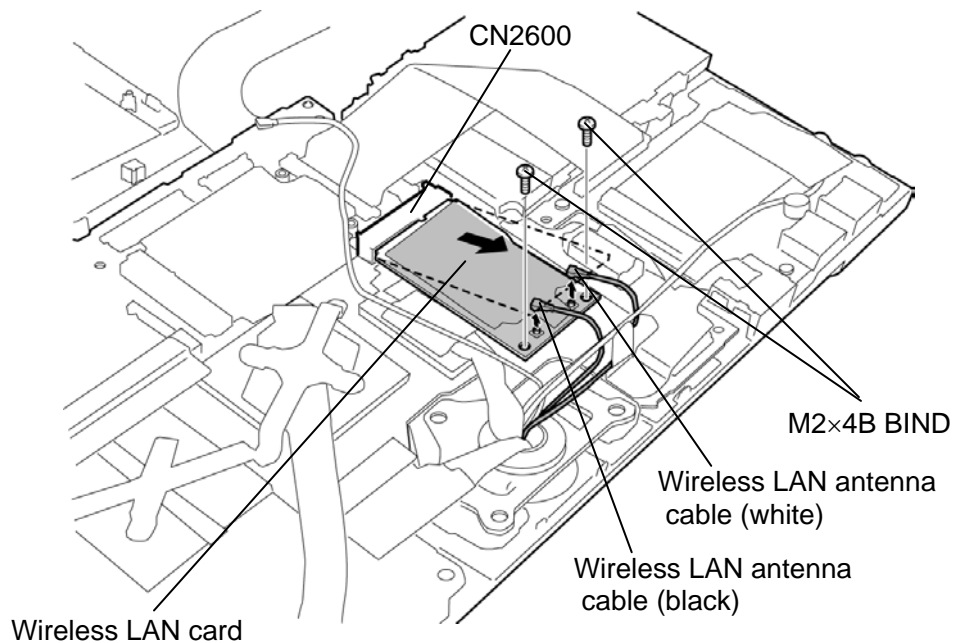 CN2600
M2×4B BIND
Wireless LAN antenna
cable (white)
Wireless LAN antenna
cable (black)
Wireless LAN card